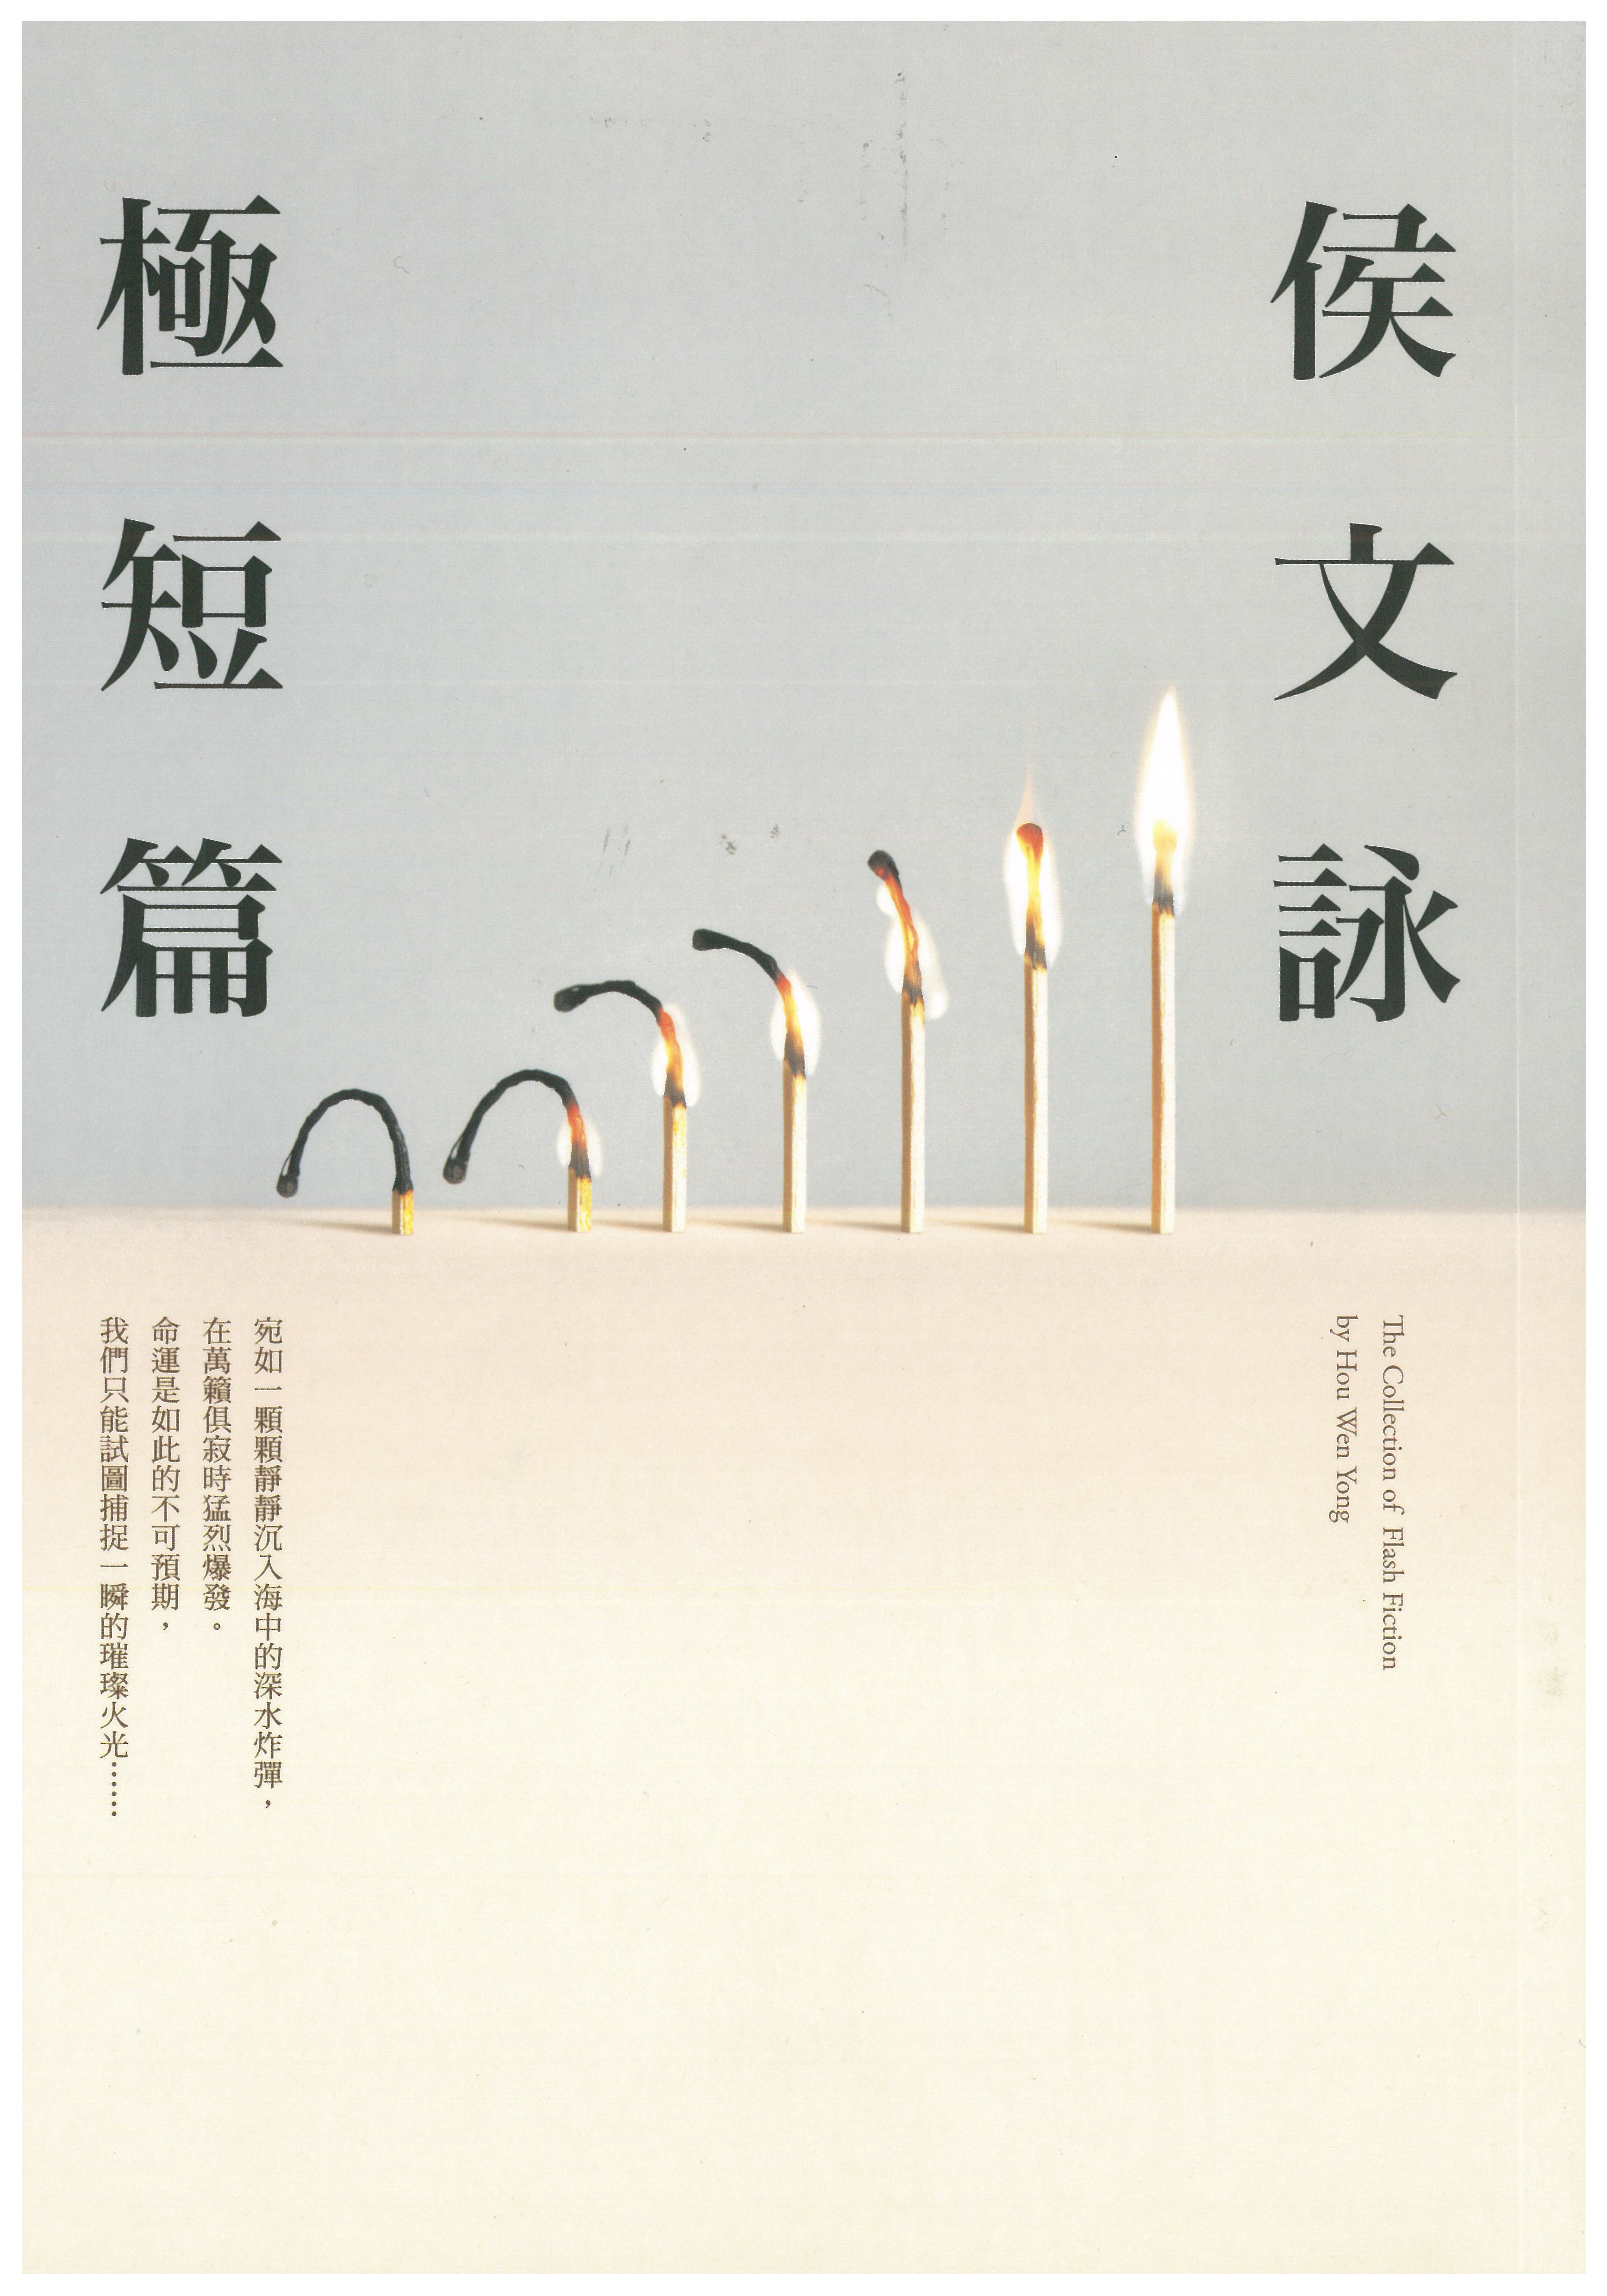 侯文詠
極短篇
The Collection of Flash Fiction
by Hou Wen Yong
宛如一顆顆靜靜沉入海中的深水炸彈，
在萬籟俱寂時猛烈爆發。
命運是如此的不可預期，
我們只能試圖捕捉一瞬的璀璨火光……